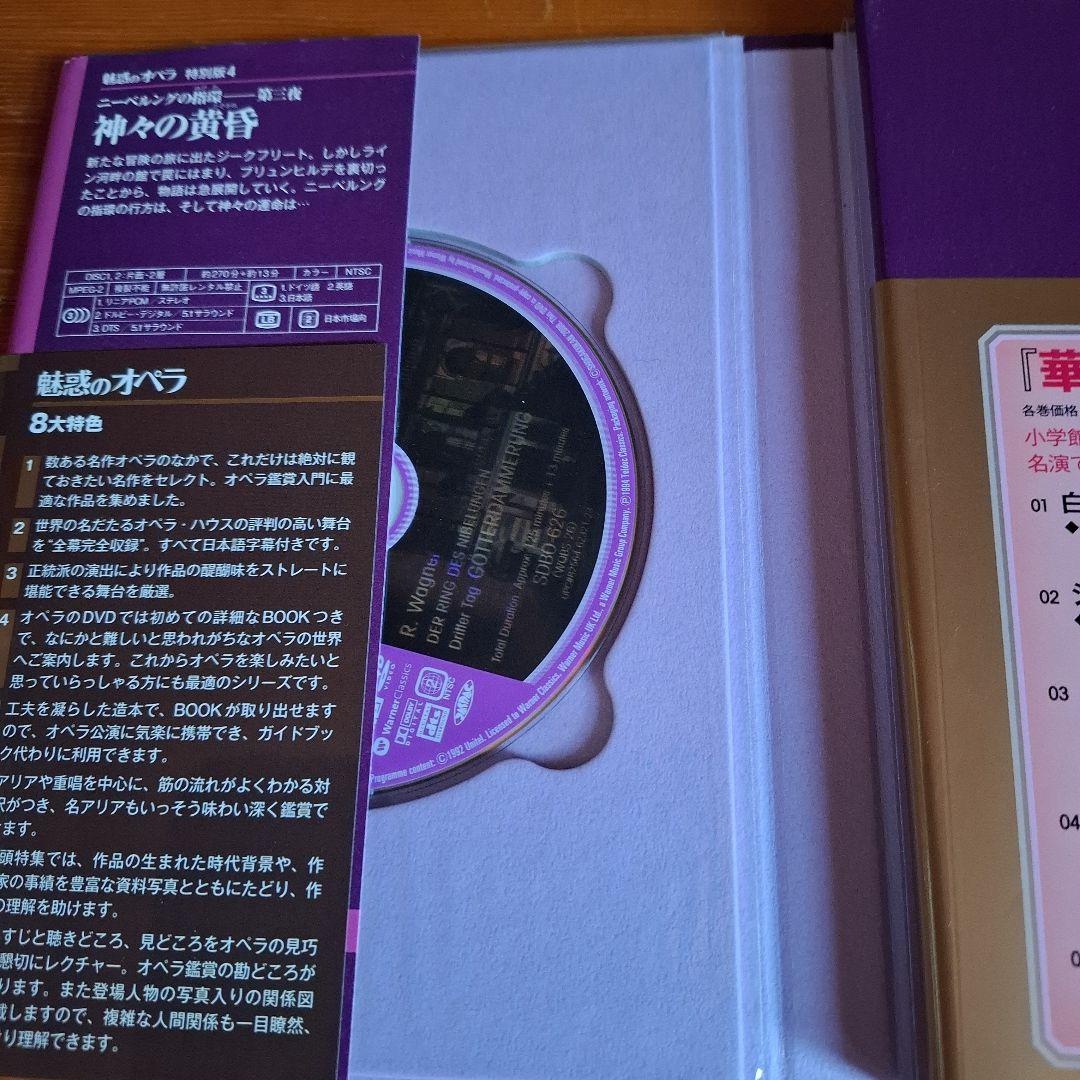 魅惑のオペラ 特別版4
ニーベルングの指環——第三夜
神々の黄昏
新たな冒険の旅に出たジークフリート、しかしライ
ン河畔の館で罠にはまり、ブリュンヒルデを裏切っ
たことから、物語は急展開していく。ニーベルング
の指環の行方は、そして神々の運命は…
DISC1, 2:片面・2層 約270分+約13分 カラー NTSC
MPEG-2 複製不能 無許諾レンタル禁止
1. リニアPCM/ステレオ
2. ドルビー・デジタル/5.1サラウンド
3. DTS 5.1サラウンド
3 1.ドイツ語 2.英語
3.日本語
LB 2 日本市場向
魅惑のオペラ
8大特色
1 数ある名作オペラのなかで、これだけは絶対に観
ておきたい名作をセレクト。オペラ鑑賞入門に最
適な作品を集めました。
2 世界の名だたるオペラ・ハウスの評判の高い舞台
を“全幕完全収録”。すべて日本語字幕付きです。
3 正統派の演出により作品の醍醐味をストレートに
堪能できる舞台を厳選。
4 オペラのDVDでは初めての詳細なBOOKつき
で、なにかと難しいと思われがちなオペラの世界
へご案内します。これからオペラを楽しみたいと
思っていらっしゃる方にも最適のシリーズです。
工夫を凝らした造本で、BOOKが取り出せます
ので、オペラ公演に気楽に携帯でき、ガイドブッ
ク代わりに利用できます。
アリアや重唱を中心に、筋の流れがよくわかる対
訳がつき、名アリアもいっそう味わい深く鑑賞で
きます。
頭特集では、作品の生まれた時代背景や、作
家の事績を豊富な資料写真とともにたどり、作
の理解を助けます。
すじと聴きどころ、見どころをオペラの見巧
懇切にレクチャー。オペラ鑑賞の勘どころが
ります。また登場人物の写真入りの関係図
載しますので、複雑な人間関係も一目瞭然、
り理解できます。
R. Wagner
DER RING DES NIBELUNGEN
Dritter Tag GÖTTERDÄMMERUNG
SDBO-626
VIDEO
WarnerClassics
DOLBY DIGITAL
dts
2 NTSC
Programme content: ©1992 Unitel. Licensed to Warner Classics, Warner Music UK Ltd., a Warner Music Group Company. ℗1994 Teldec Classics. Packaging artwork: ©SHOGAKUKAN 2008.
『華
各巻価格
小学館
名演で
01 白
02
03
04